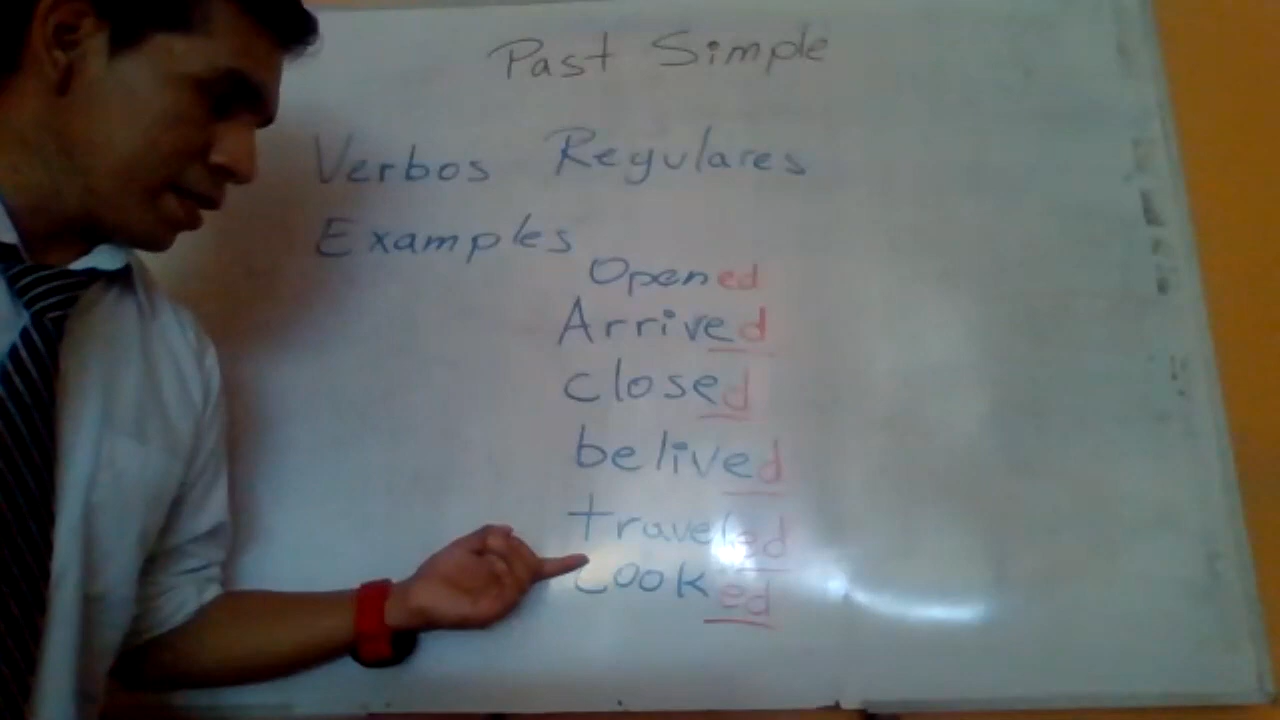 Past Simple
Verbos Regulares
Examples
Opened
Arrived
closed
belived
traveled
cooked